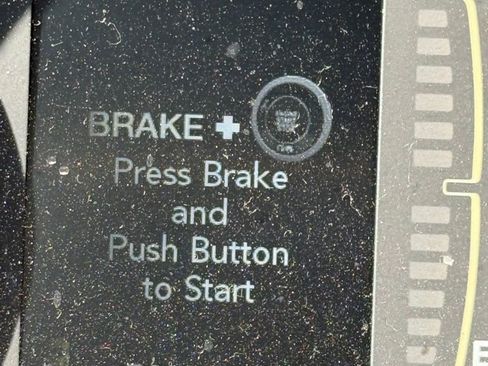 BRAKE +
Press Brake
and
Push Button
to Start